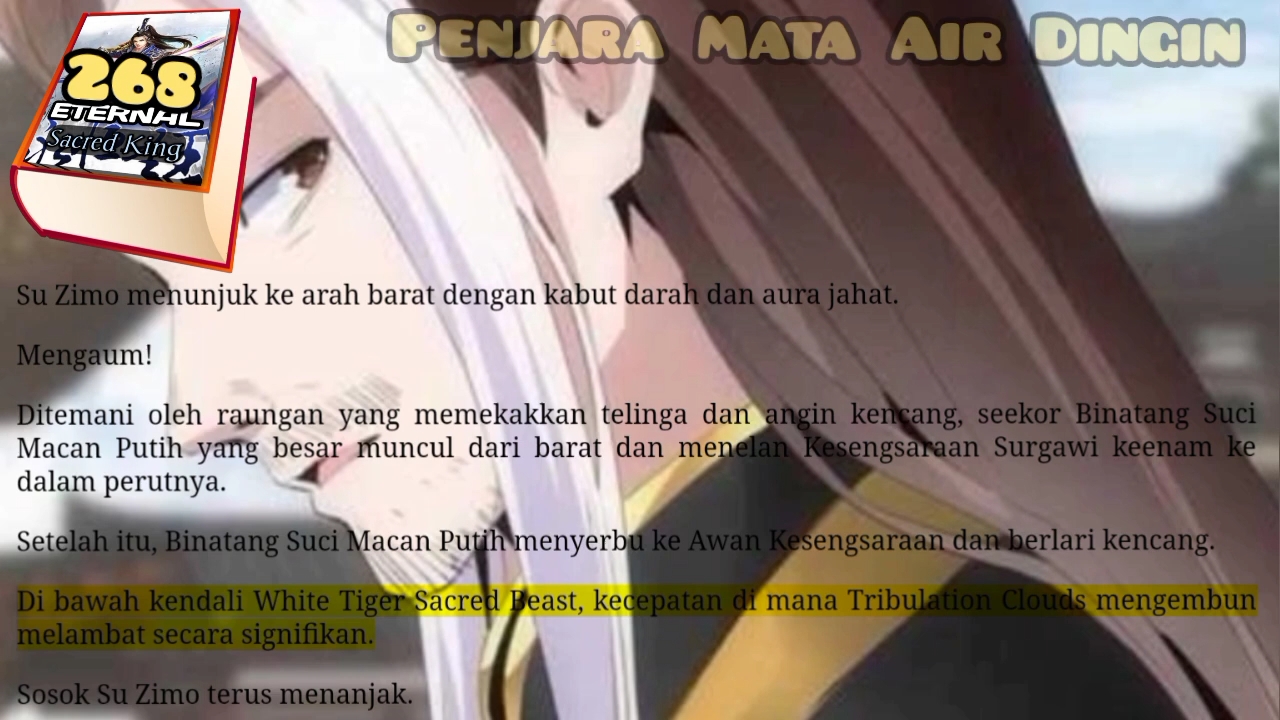 Penjara Mata Air Dingin
268
ETERNAL
Sacred King
Su Zimo menunjuk ke arah barat dengan kabut darah dan aura jahat.
Mengaum!
Ditemani oleh raungan yang memekakkan telinga dan angin kencang, seekor Binatang Suci
Macan Putih yang besar muncul dari barat dan menelan Kesengsaraan Surgawi keenam ke
dalam perutnya.
Setelah itu, Binatang Suci Macan Putih menyerbu ke Awan Kesengsaraan dan berlari kencang.
Di bawah kendali White Tiger Sacred Beast, kecepatan di mana Tribulation Clouds mengembun
melambat secara signifikan.
Sosok Su Zimo terus menanjak.